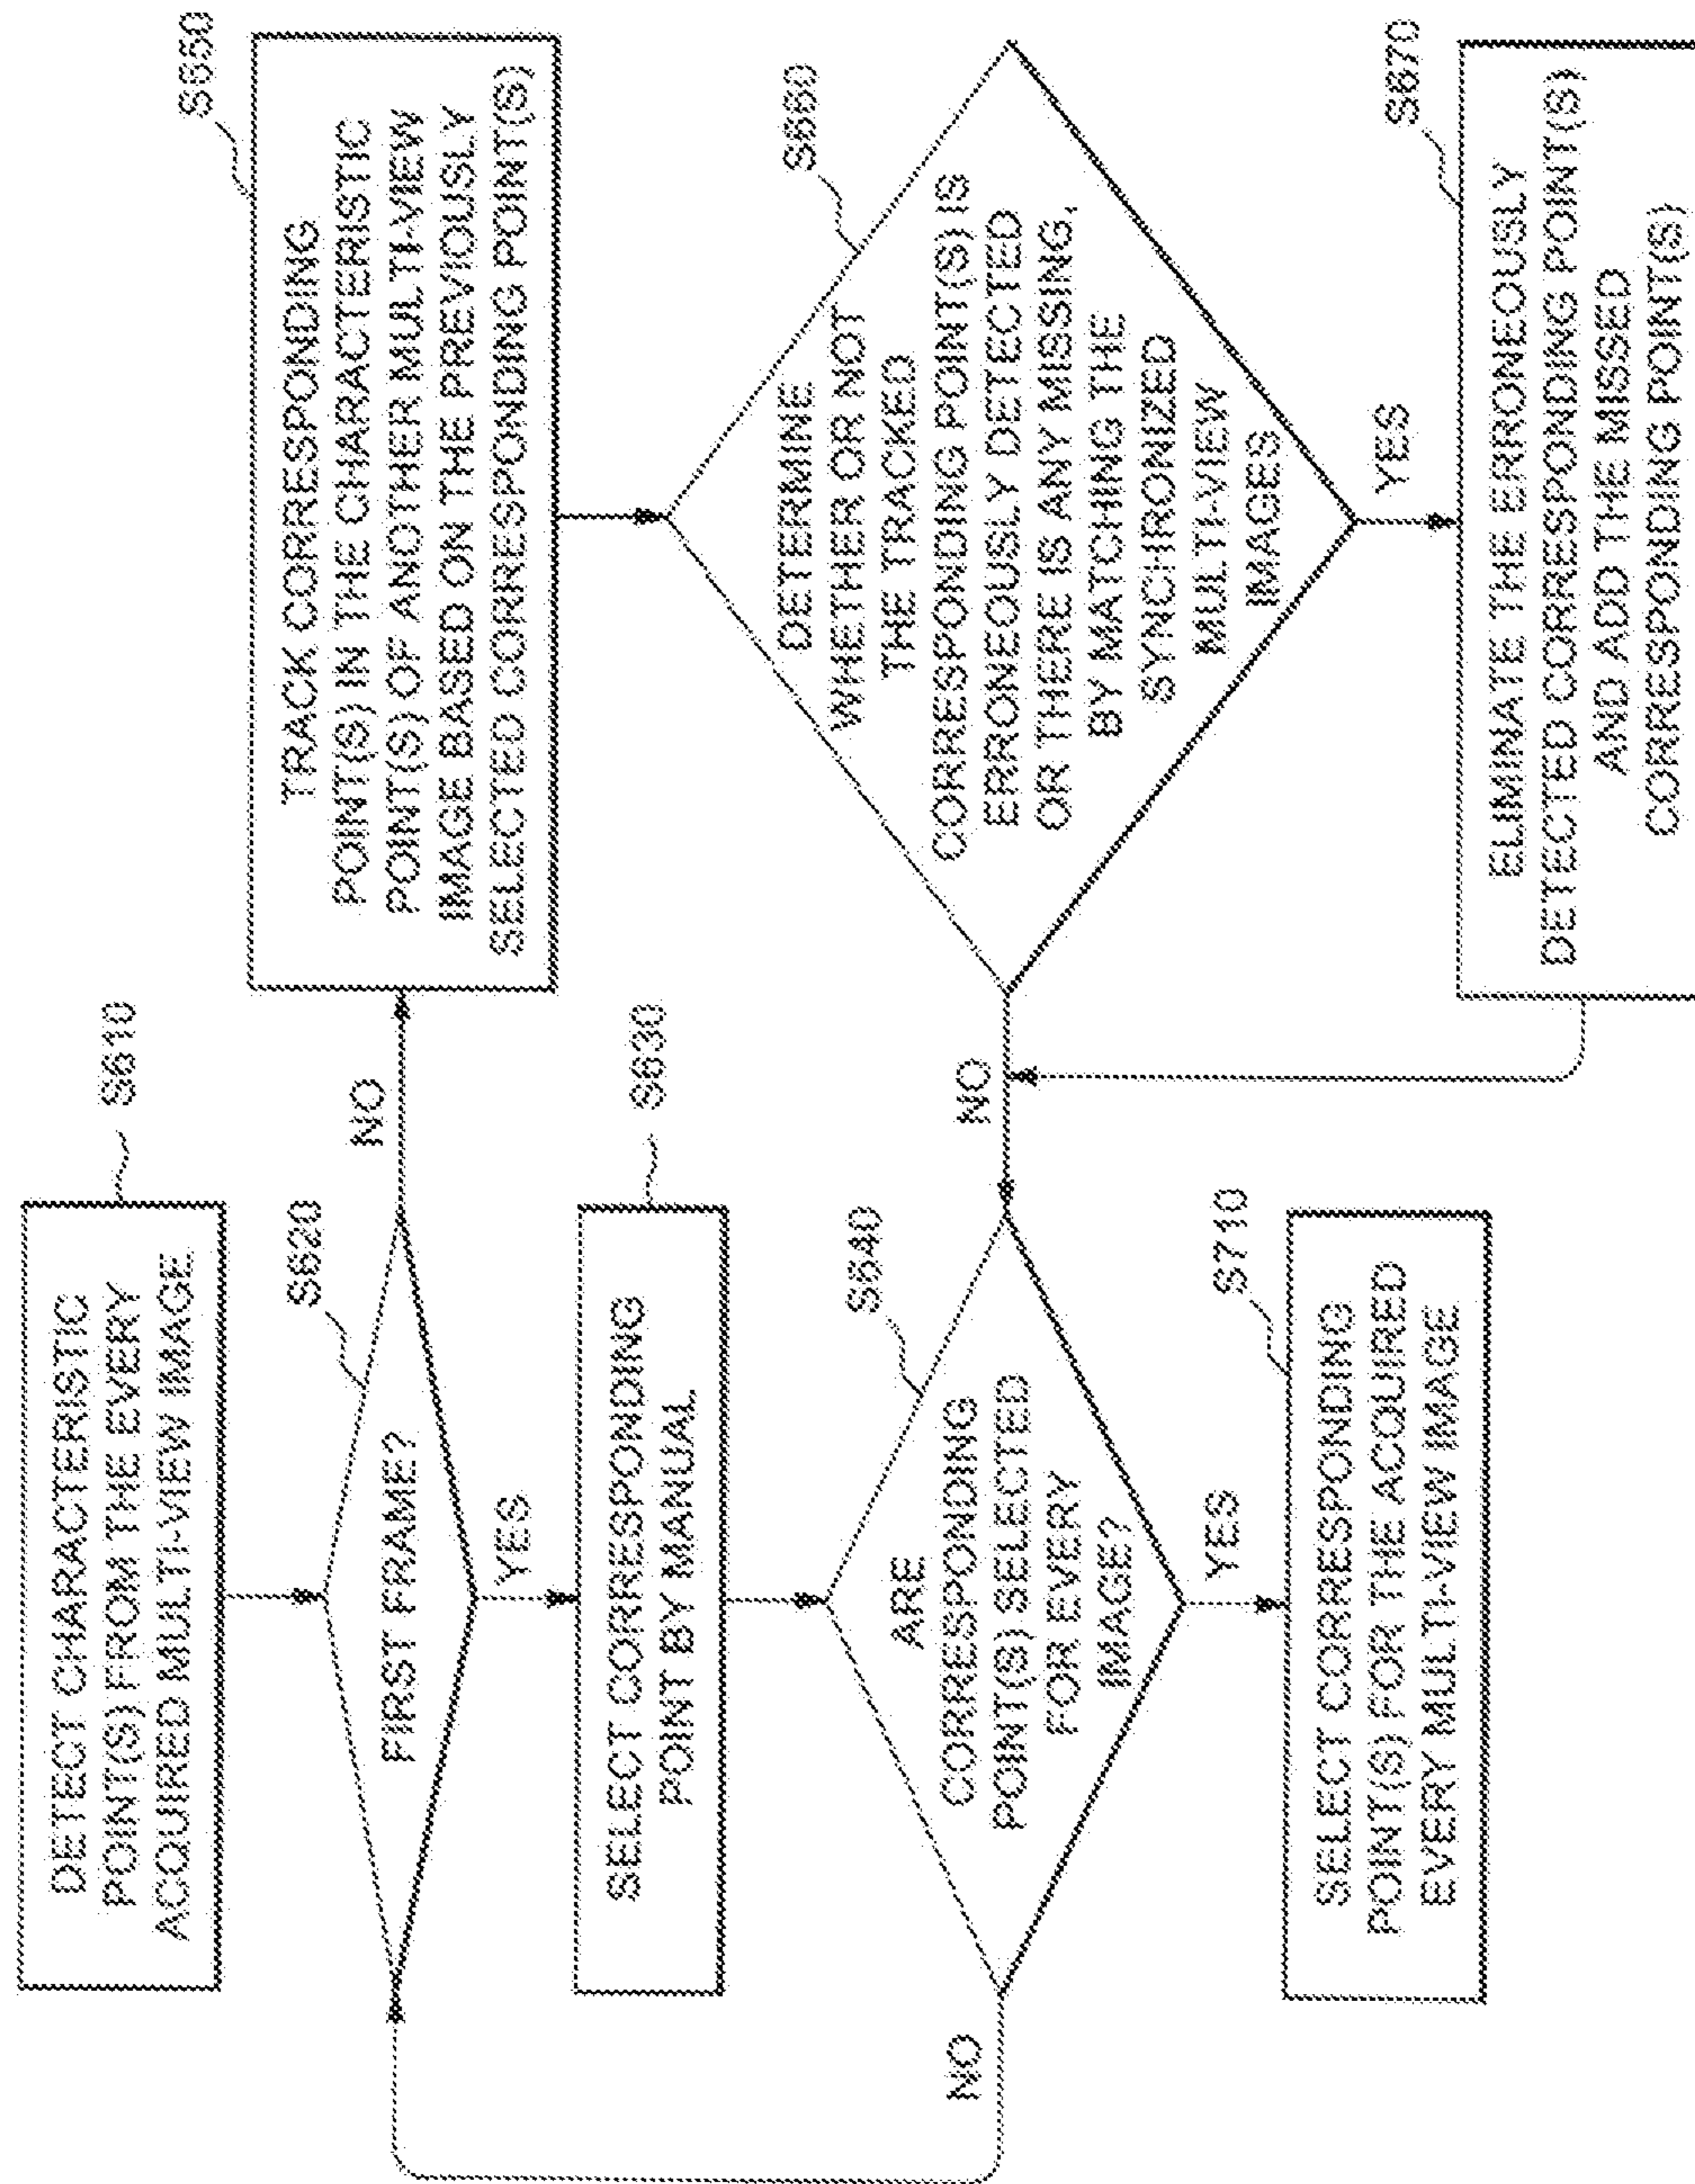 DETECT CHARACTERISTIC
POINT(S) FROM THE EVERY
ACQUIRED MULTI-VIEW IMAGE
S610
FIRST FRAME?
S620
NO
YES
SELECT CORRESPONDING
POINT BY MANUAL
S630
ARE
CORRESPONDING
POINT(S) SELECTED
FOR EVERY
IMAGE?
S640
NO
YES
SELECT CORRESPONDING
POINT(S) FOR THE ACQUIRED
EVERY MULTI-VIEW IMAGE
S710
TRACK CORRESPONDING
POINT(S) IN THE CHARACTERISTIC
POINT(S) OF ANOTHER MULTI-VIEW
IMAGE BASED ON THE PREVIOUSLY
SELECTED CORRESPONDING POINT(S)
S650
DETERMINE
WHETHER OR NOT
THE TRACKED
CORRESPONDING POINT(S) IS
ERRONEOUSLY DETECTED
OR THERE IS ANY MISSING,
BY MATCHING THE
SYNCHRONIZED
MULTI-VIEW
IMAGES
S660
NO
YES
ELIMINATE THE ERRONEOUSLY
DETECTED CORRESPONDING POINT(S)
AND ADD THE MISSED
CORRESPONDING POINT(S)
S670